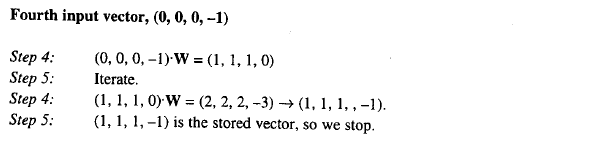 Fourth input vector, (0, 0, 0, –1)
Step 4: (0, 0, 0, –1)·W = (1, 1, 1, 0)
Step 5: Iterate.
Step 4: (1, 1, 1, 0)·W = (2, 2, 2, –3) → (1, 1, 1, , –1).
Step 5: (1, 1, 1, –1) is the stored vector, so we stop.